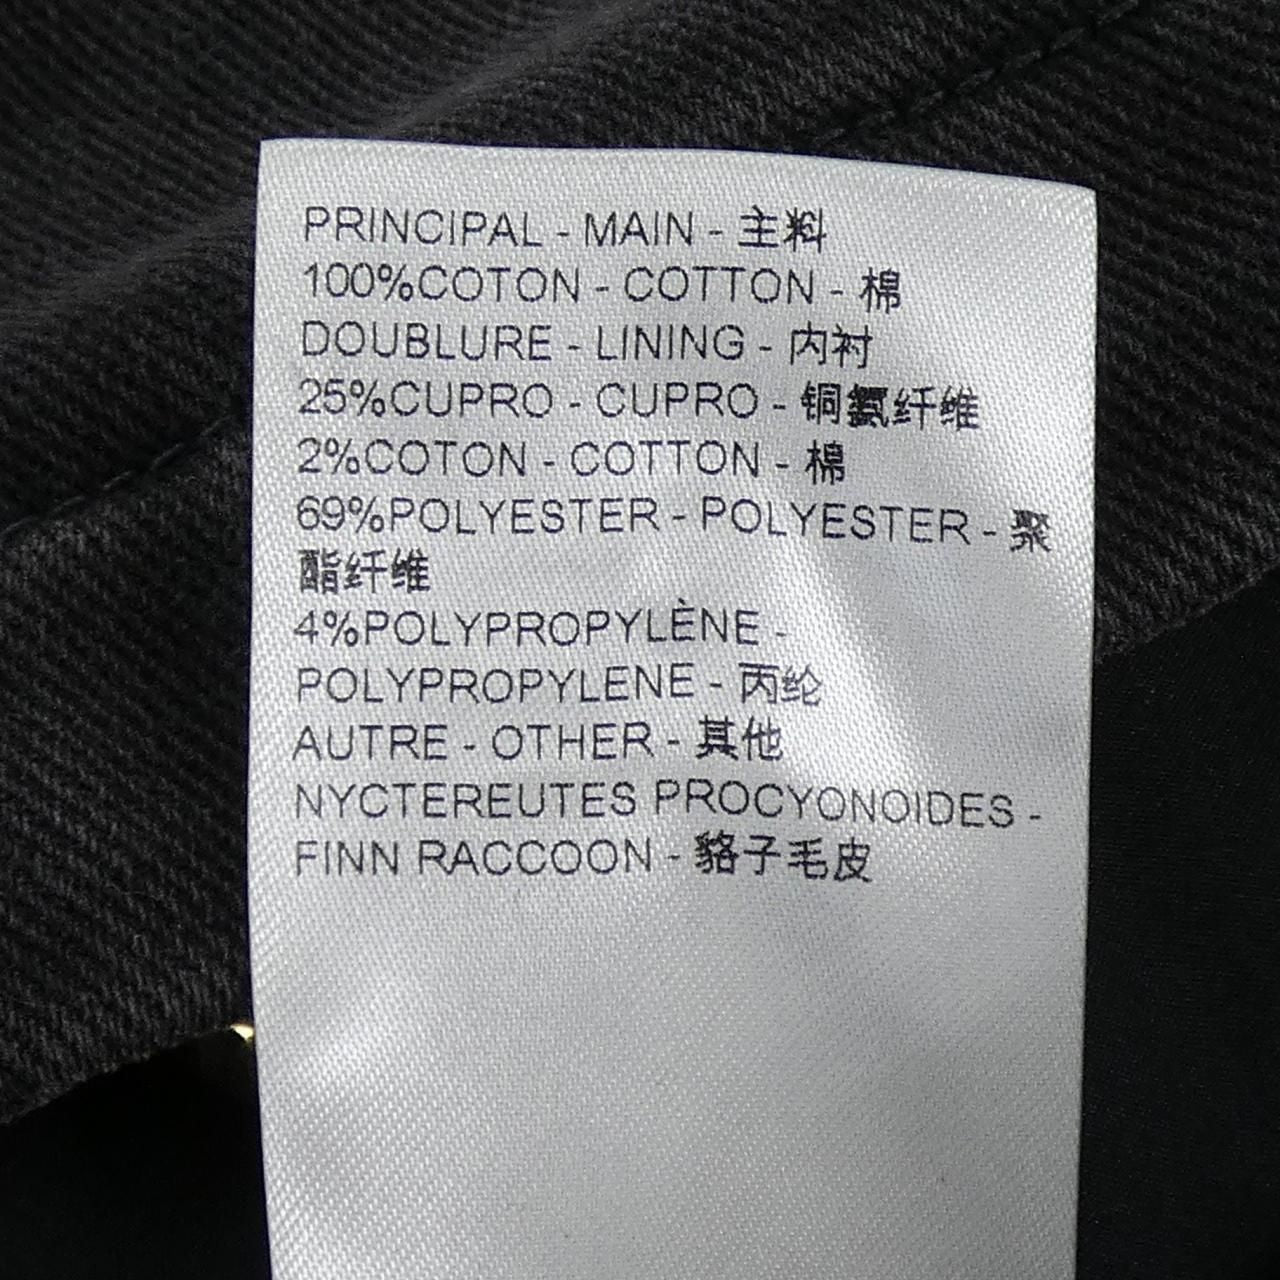 PRINCIPAL - MAIN - 主料
100%COTON - COTTON - 棉
DOUBLURE - LINING - 内衬
25%CUPRO - CUPRO - 铜氨纤维
2%COTON - COTTON - 棉
69%POLYESTER - POLYESTER - 聚
酯纤维
4%POLYPROPYLÈNE -
POLYPROPYLENE - 丙纶
AUTRE - OTHER - 其他
NYCTEREUTES PROCYONOIDES -
FINN RACCOON - 貉子毛皮